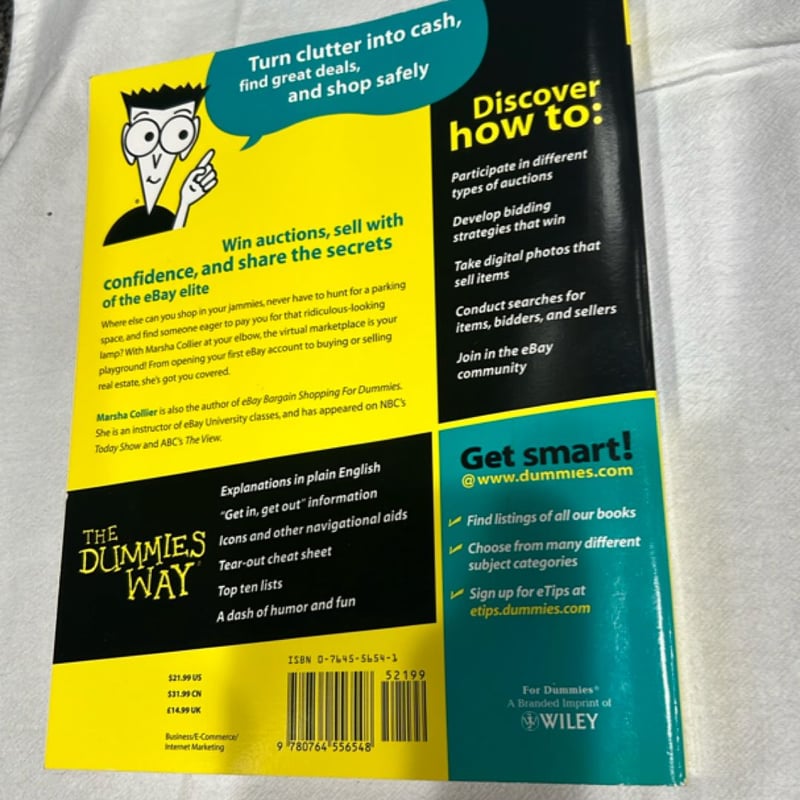 Turn clutter into cash,
find great deals,
and shop safely
Win auctions, sell with
confidence, and share the secrets
of the eBay elite
Where else can you shop in your jammies, never have to hunt for a parking
space, and find someone eager to pay you for that ridiculous-looking
lamp? With Marsha Collier at your elbow, the virtual marketplace is your
playground! From opening your first eBay account to buying or selling
real estate, she's got you covered.
Marsha Collier is also the author of eBay Bargain Shopping For Dummies.
She is an instructor of eBay University classes, and has appeared on NBC's
Today Show and ABC's The View.
Discover
how to:
Participate in different
types of auctions
Develop bidding
strategies that win
Take digital photos that
sell items
Conduct searches for
items, bidders, and sellers
Join in the eBay
community
THE
DUMMIES
WAY®
Explanations in plain English
"Get in, get out" information
Icons and other navigational aids
Tear-out cheat sheet
Top ten lists
A dash of humor and fun
Get smart!
@www.dummies.com
Find listings of all our books
Choose from many different
subject categories
Sign up for eTips at
etips.dummies.com
$21.99 US
$31.99 CN
£14.99 UK
Business/E-Commerce/
Internet Marketing
ISBN 0-7645-5654-1
52199
9 780764 556548
For Dummies®
A Branded Imprint of
WILEY